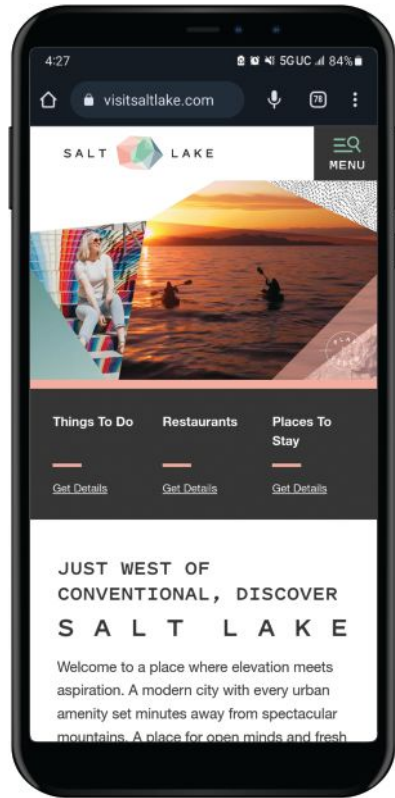 4:27 5GUC 84%
visitsaltlake.com 78
SALT LAKE
MENU
Things To Do Restaurants Places To
Stay
Get Details Get Details Get Details
JUST WEST OF
CONVENTIONAL, DISCOVER
SALT LAKE
Welcome to a place where elevation meets
aspiration. A modern city with every urban
amenity set minutes away from spectacular
mountains. A place for open minds and fresh